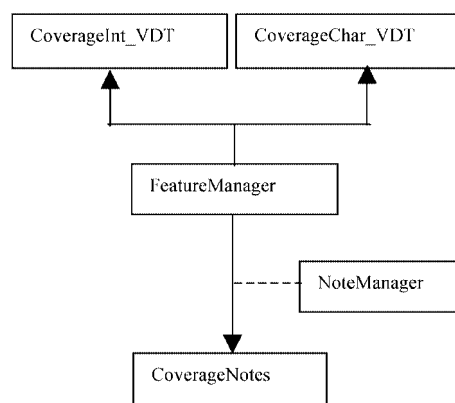 CoverageInt_VDT
CoverageChar_VDT
FeatureManager
NoteManager
CoverageNotes